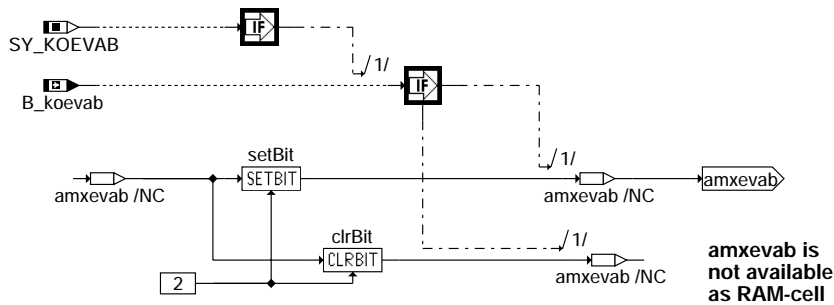 SY_KOEVAB
IF
/1/
B_koevab
IF
setBit
/1/
SETBIT
amxevab /NC
amxevab /NC
amxevab
clrBit
/1/
CLRBIT
2
amxevab /NC
amxevab is
not available
as RAM-cell